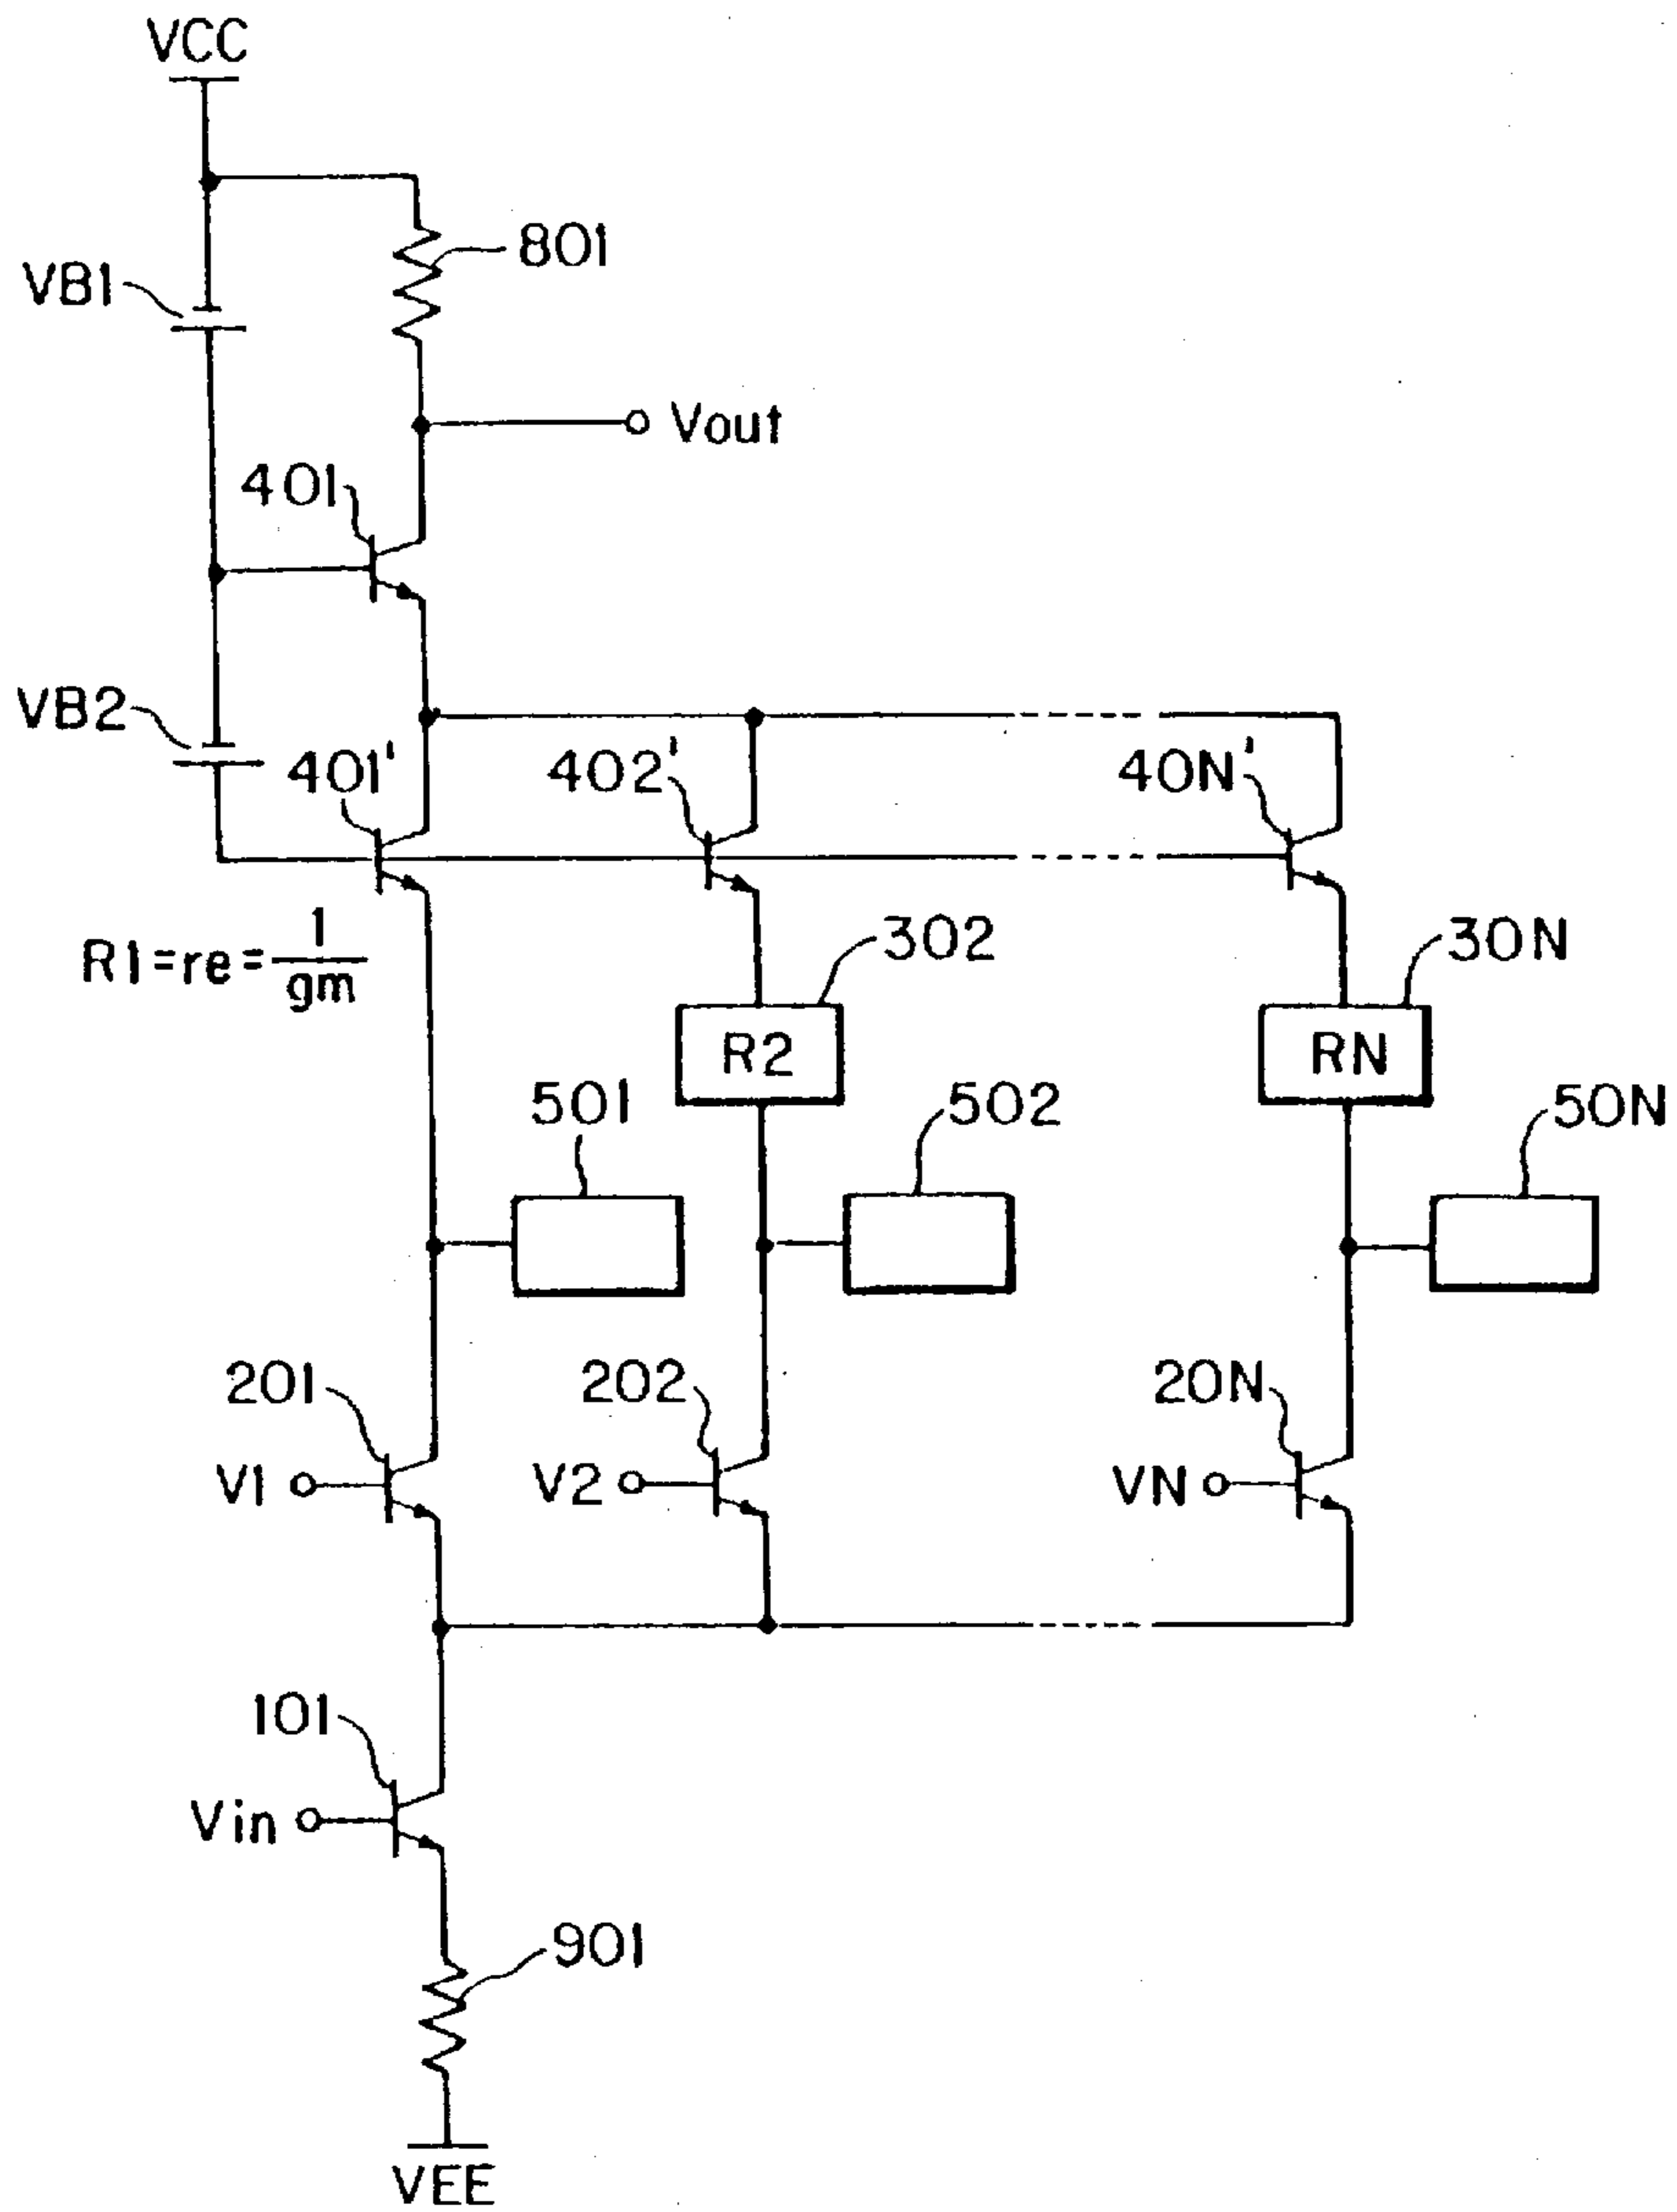 VCC
801
VB1
Vout
401
VB2
401'
402'
40N'
R1=re=1/gm
302
30N
R2
RN
501
502
50N
201
202
20N
V1
V2
VN
101
Vin
901
VEE